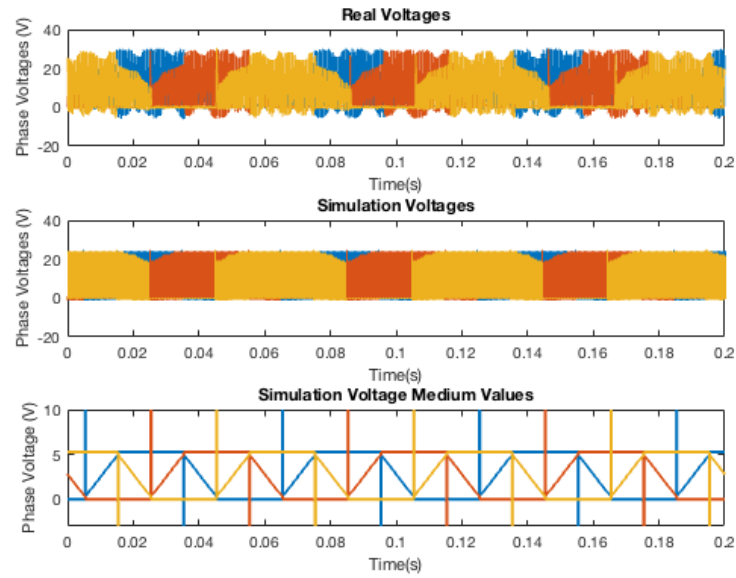 Real Voltages
Phase Voltages (V)
40
20
0
-20
0 0.02 0.04 0.06 0.08 0.1 0.12 0.14 0.16 0.18 0.2
Time(s)
Simulation Voltages
Phase Voltages (V)
40
20
0
-20
0 0.02 0.04 0.06 0.08 0.1 0.12 0.14 0.16 0.18 0.2
Time(s)
Simulation Voltage Medium Values
Phase Voltage (V)
10
5
0
0 0.02 0.04 0.06 0.08 0.1 0.12 0.14 0.16 0.18 0.2
Time(s)